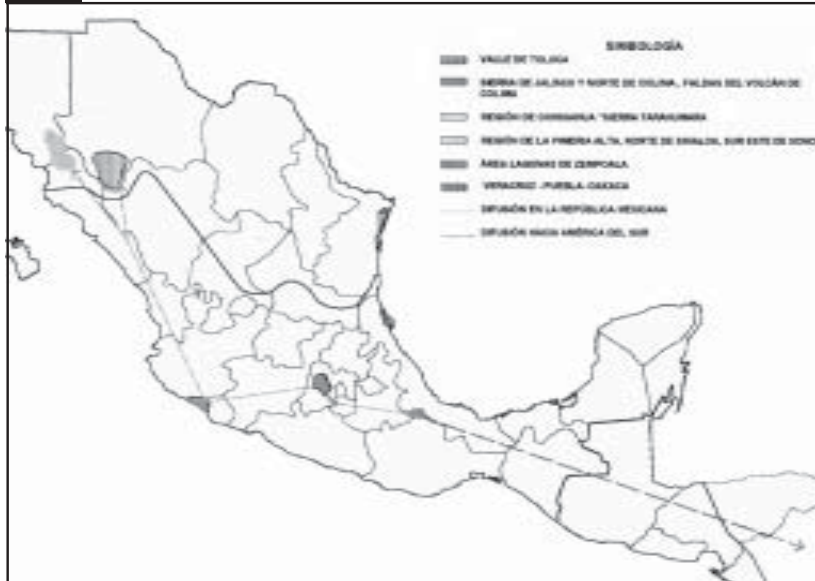 SIMBOLOGÍA
VALLE DE TOLUCA
SIERRA DE JALISCO Y NORTE DE COLIMA, FALDAS DEL VOLCÁN DE
COLIMA
REGIÓN DE CHIHUAHUA "SIERRA TARAHUMARA
REGIÓN DE LA PIMERIA ALTA, NORTE DE SINALOA, SUR ESTE DE SONO
ÁREA LAGUNAS DE
VERACRUZ - PUEBLA- OAXACA
DIFUSIÓN EN LA REPÚBLICA MEXICANA
DIFUSIÓN HACIA AMÉRICA DEL SUR